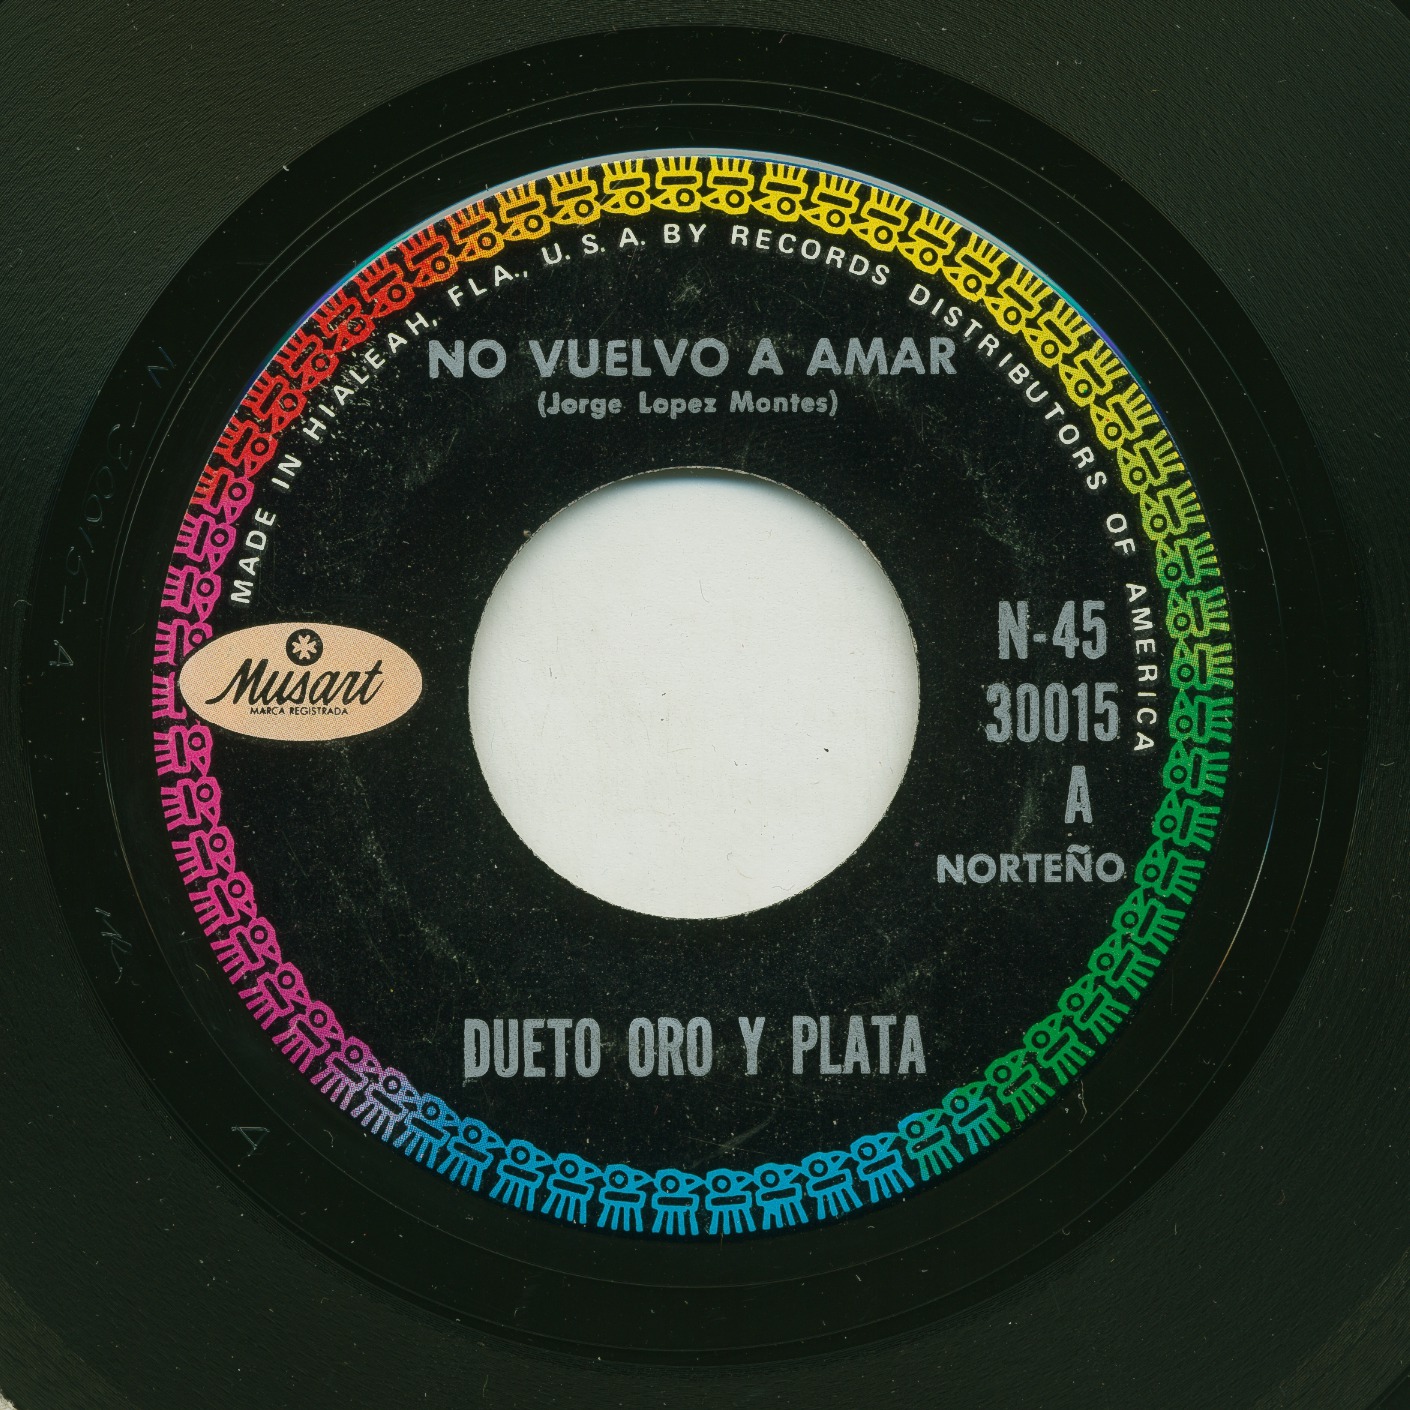 MADE IN HIALEAH, FLA., U. S. A. BY RECORDS DISTRIBUTORS OF AMERICA
NO VUELVO A AMAR
(Jorge Lopez Montes)
Musart
MARCA REGISTRADA
N-45
30015
A
NORTEÑO
DUETO ORO Y PLATA
N-30015-A